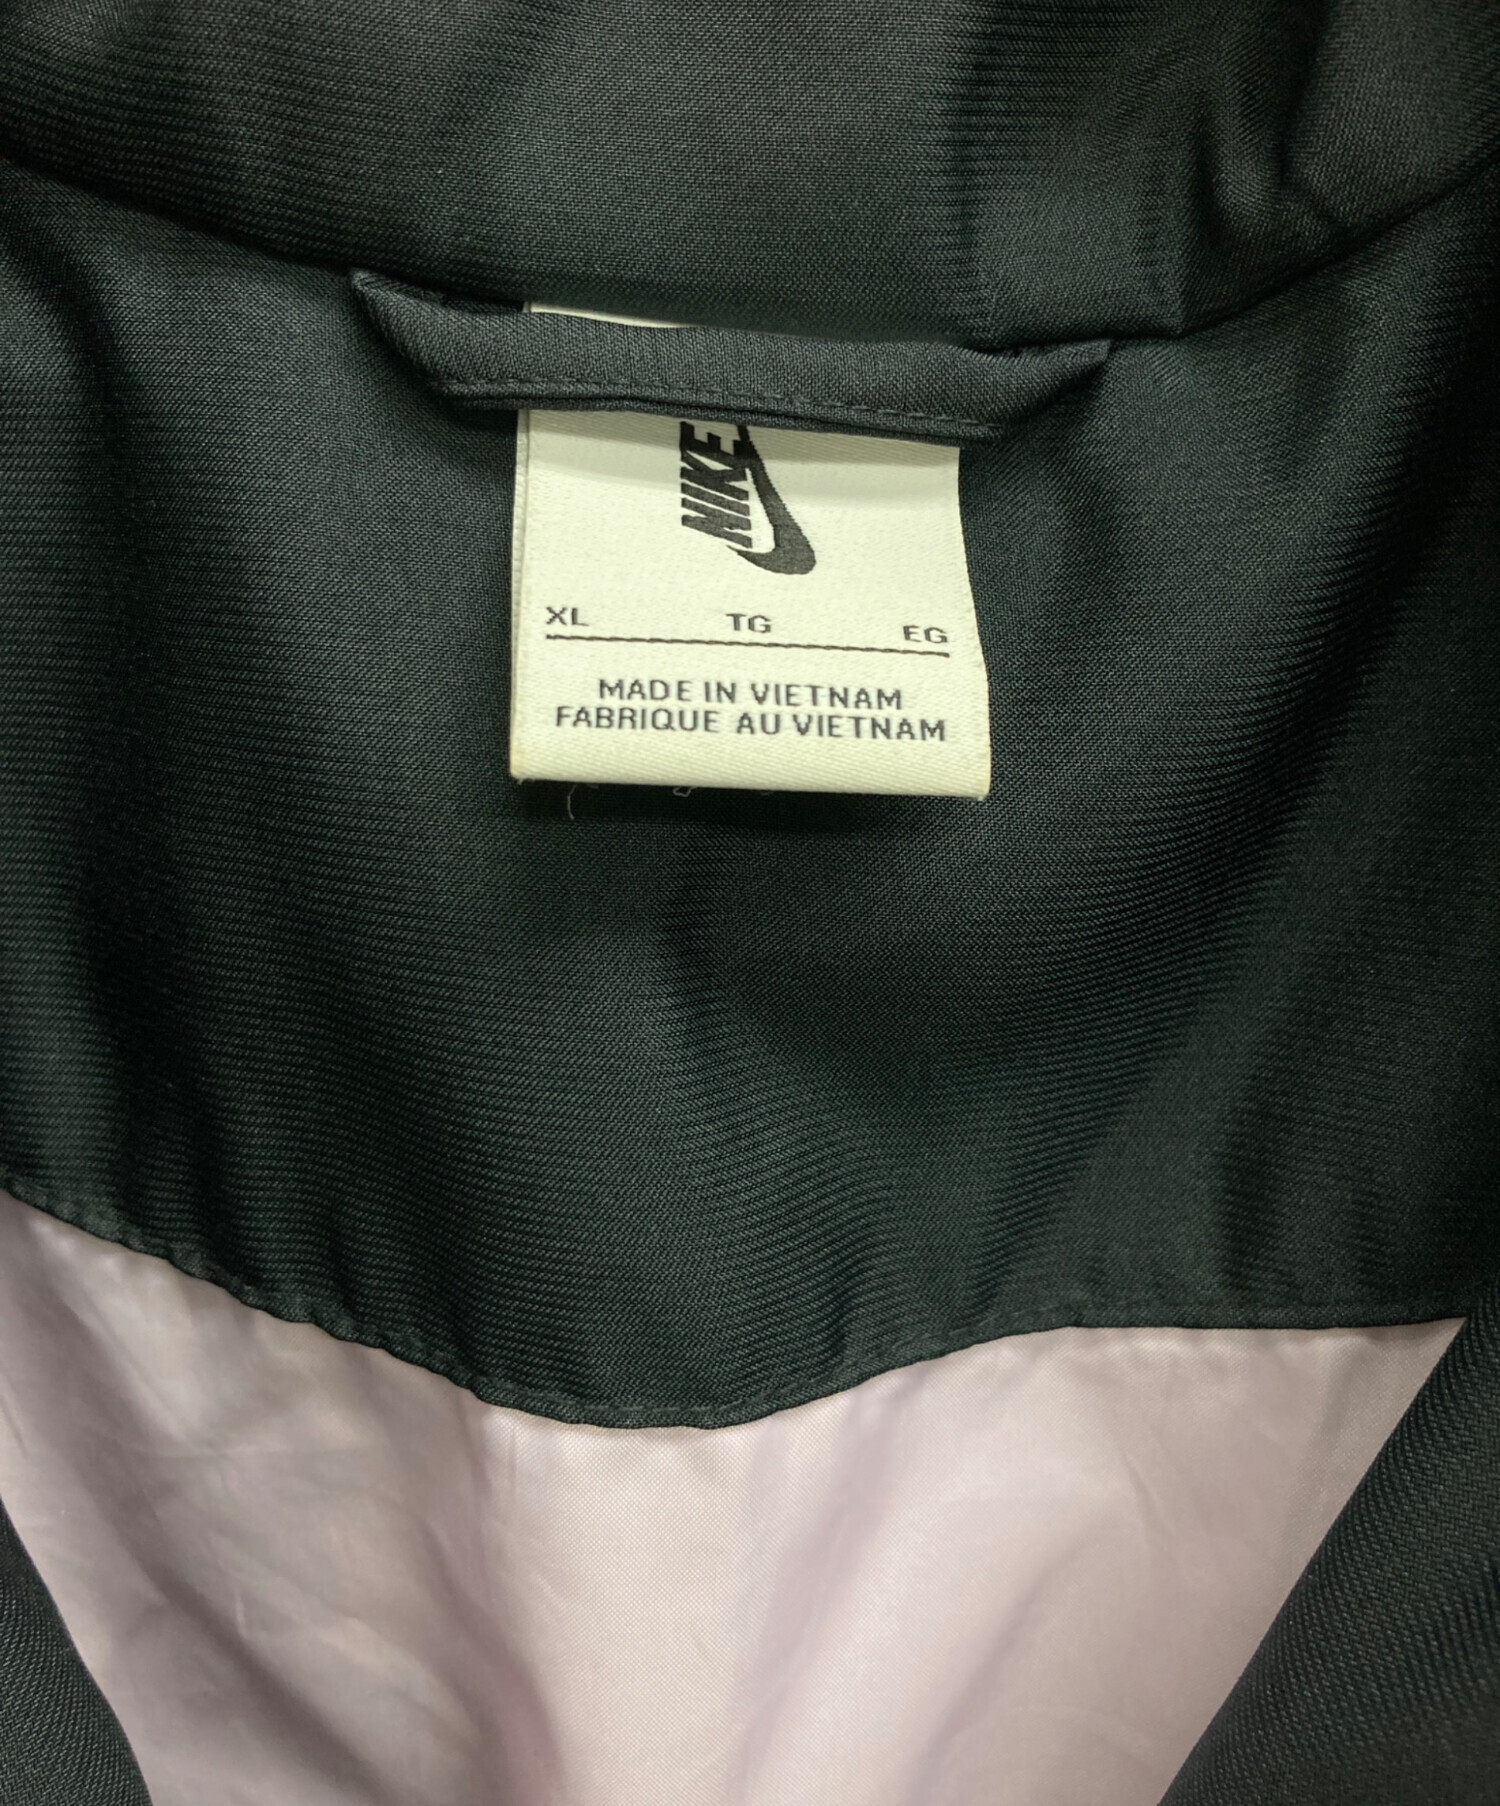 NIKE
XL TG EG
MADE IN VIETNAM
FABRIQUE AU VIETNAM